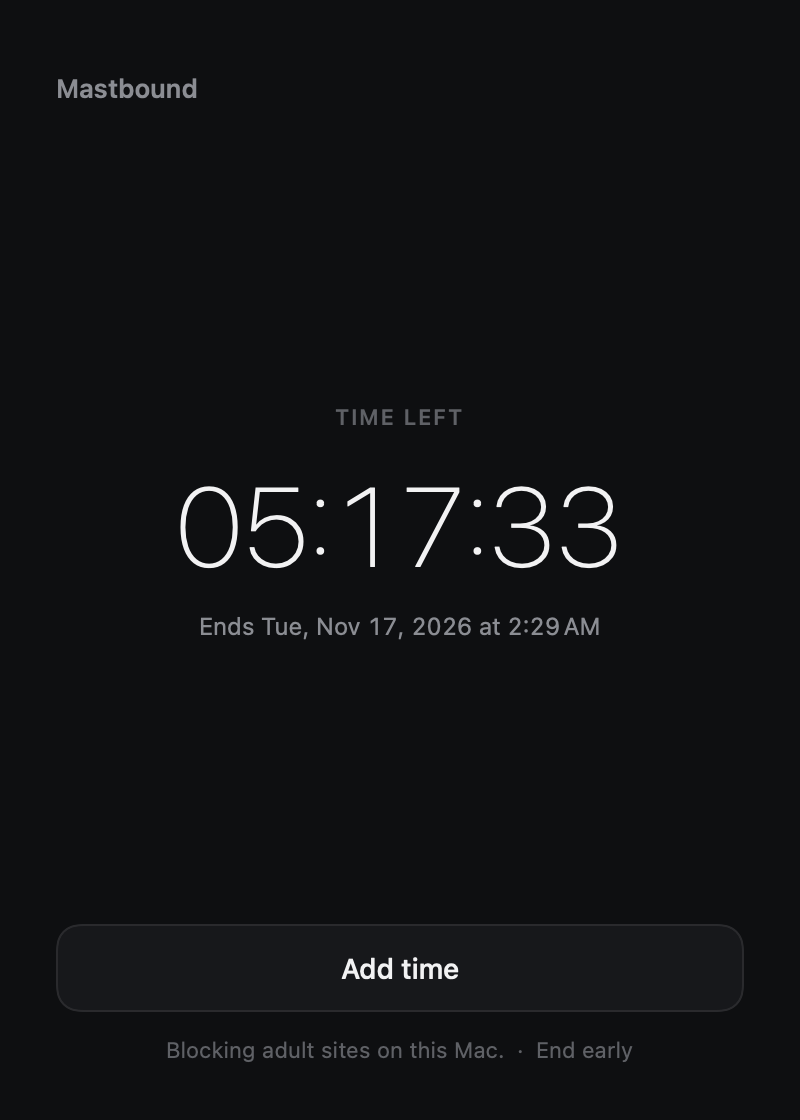 Mastbound
TIME LEFT
05:17:33
Ends Tue, Nov 17, 2026 at 2:29 AM
Add time
Blocking adult sites on this Mac. · End early